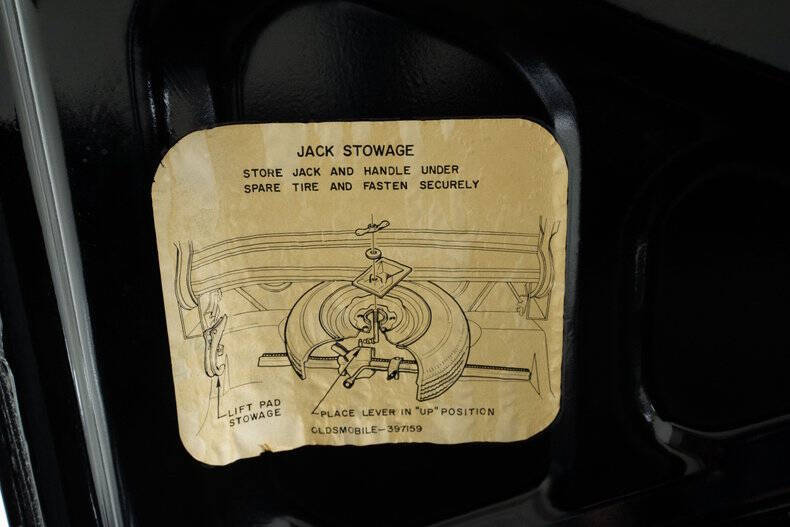 JACK STOWAGE
STORE JACK AND HANDLE UNDER
SPARE TIRE AND FASTEN SECURELY
LIFT PAD
STOWAGE
PLACE LEVER IN "UP" POSITION
OLDSMOBILE-397159